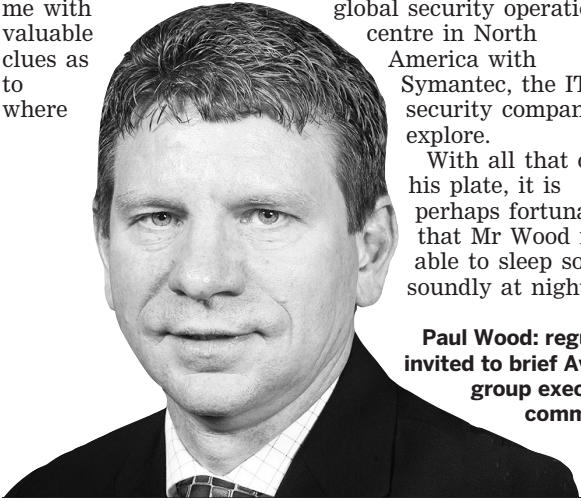 me with
valuable
clues as
to
where
global security operati
centre in North
America with
Symantec, the IT
security compan
explore.
With all that
his plate, it is
perhaps fortuna
that Mr Wood
able to sleep so
soundly at night
Paul Wood: regu
invited to brief Av
group exec
comm